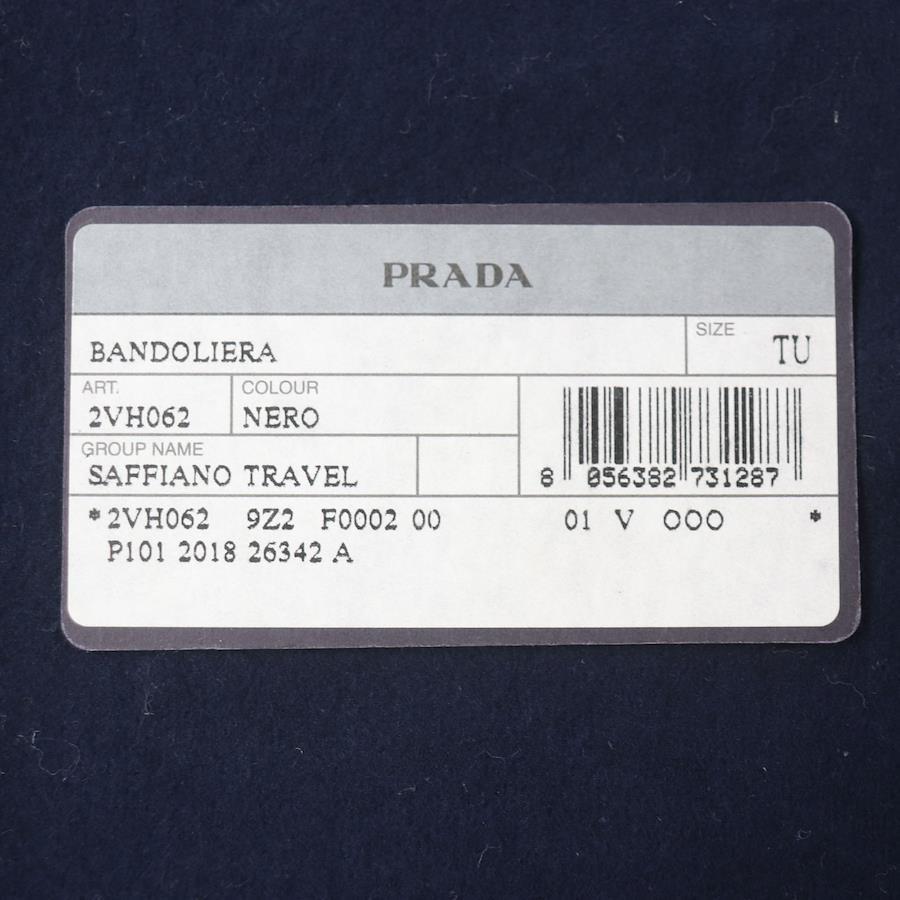 PRADA
BANDOLIERA
SIZE
TU
ART.
2VH062
COLOUR
NERO
GROUP NAME
SAFFIANO TRAVEL
8 056382 731287
*2VH062 9Z2 F0002 00 01 V OOO *
P101 2018 26342 A